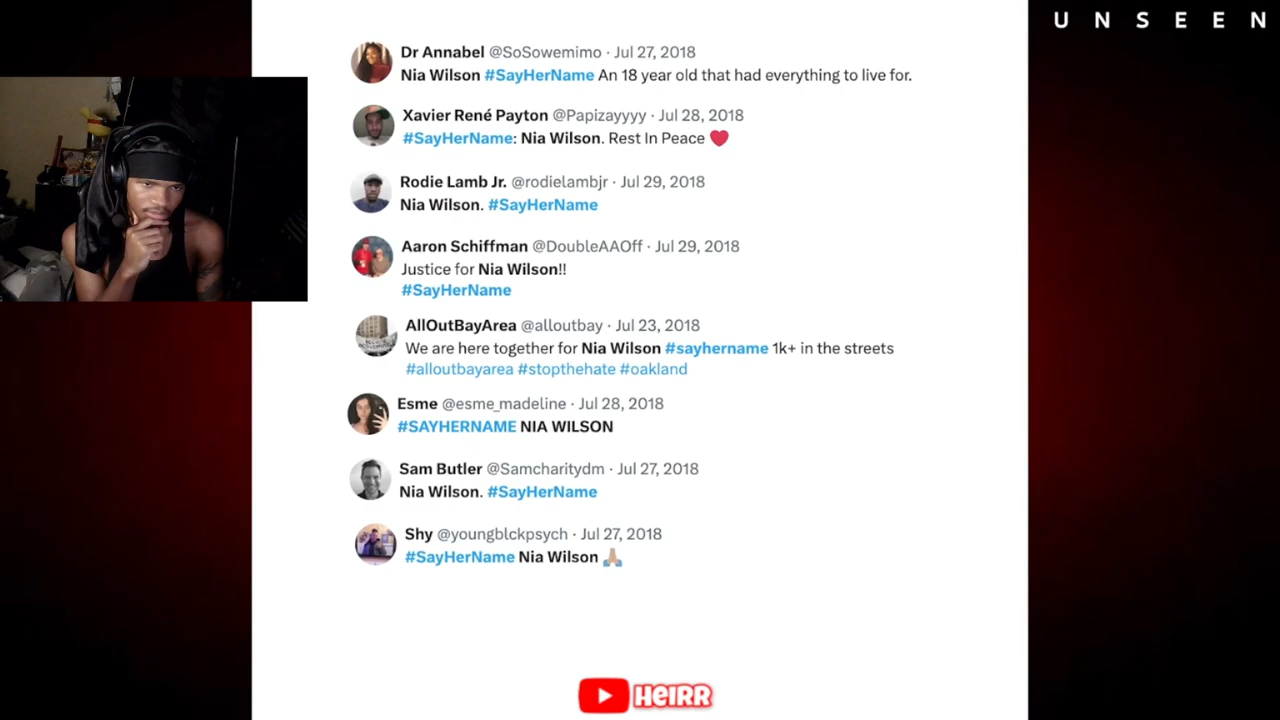 U N S E E N
Dr Annabel @SoSowemimo · Jul 27, 2018
Nia Wilson #SayHerName An 18 year old that had everything to live for.
Xavier René Payton @Papizayyyy · Jul 28, 2018
#SayHerName: Nia Wilson. Rest In Peace ❤️
Rodie Lamb Jr. @rodielambjr · Jul 29, 2018
Nia Wilson. #SayHerName
Aaron Schiffman @DoubleAAOff · Jul 29, 2018
Justice for Nia Wilson!!
#SayHerName
AllOutBayArea @alloutbay · Jul 23, 2018
We are here together for Nia Wilson #sayhername 1k+ in the streets
#alloutbayarea #stopthehate #oakland
Esme @esme_madeline · Jul 28, 2018
#SAYHERNAME NIA WILSON
Sam Butler @Samcharitydm · Jul 27, 2018
Nia Wilson. #SayHerName
Shy @youngblckpsych · Jul 27, 2018
#SayHerName Nia Wilson 🙏🏼
HEIRR